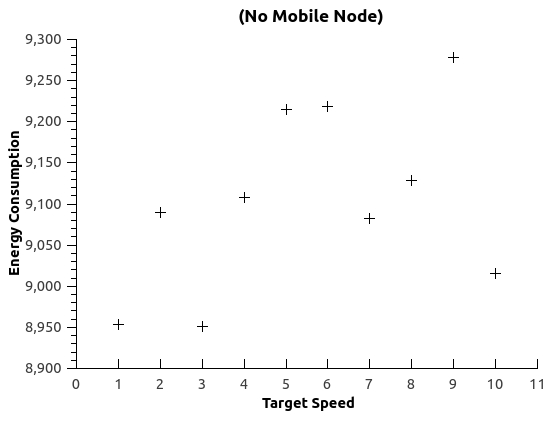 (No Mobile Node)
9,300
9,250
9,200
9,150
9,100
9,050
9,000
8,950
8,900
Energy Consumption
0 1 2 3 4 5 6 7 8 9 10 11
Target Speed